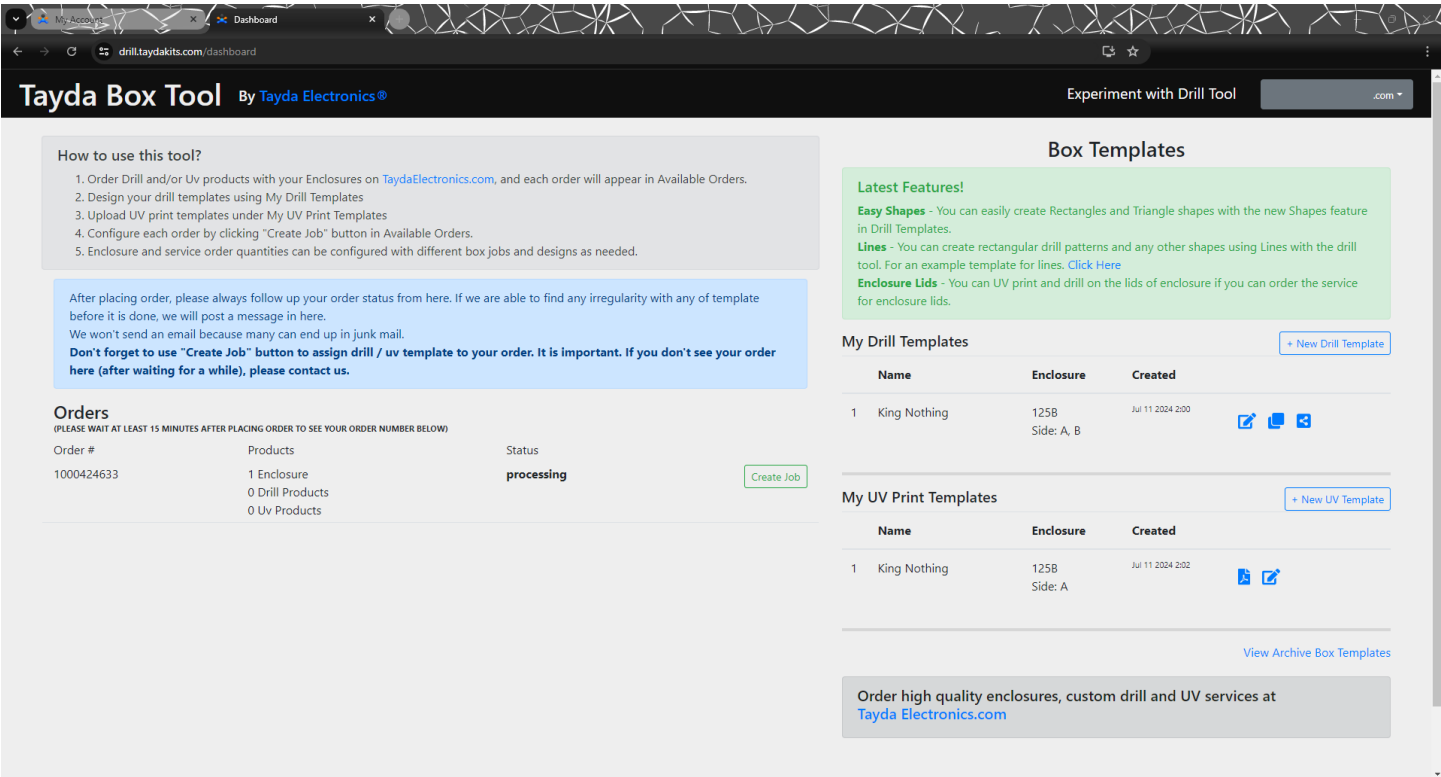 My Account
Dashboard
drill.taydakits.com/dashboard
Tayda Box Tool By Tayda Electronics®
Experiment with Drill Tool
.com
How to use this tool?
1. Order Drill and/or Uv products with your Enclosures on TaydaElectronics.com, and each order will appear in Available Orders.
2. Design your drill templates using My Drill Templates
3. Upload UV print templates under My UV Print Templates
4. Configure each order by clicking "Create Job" button in Available Orders.
5. Enclosure and service order quantities can be configured with different box jobs and designs as needed.
After placing order, please always follow up your order status from here. If we are able to find any irregularity with any of template
before it is done, we will post a message in here.
We won't send an email because many can end up in junk mail.
Don't forget to use "Create Job" button to assign drill / uv template to your order. It is important. If you don't see your order
here (after waiting for a while), please contact us.
Orders
(PLEASE WAIT AT LEAST 15 MINUTES AFTER PLACING ORDER TO SEE YOUR ORDER NUMBER BELOW)
Order # Products Status
1000424633 1 Enclosure processing Create Job
0 Drill Products
0 Uv Products
Box Templates
Latest Features!
Easy Shapes - You can easily create Rectangles and Triangle shapes with the new Shapes feature
in Drill Templates.
Lines - You can create rectangular drill patterns and any other shapes using Lines with the drill
tool. For an example template for lines. Click Here
Enclosure Lids - You can UV print and drill on the lids of enclosure if you can order the service
for enclosure lids.
My Drill Templates + New Drill Template
Name Enclosure Created
1 King Nothing 125B Jul 11 2024 2:00
Side: A, B
My UV Print Templates + New UV Template
Name Enclosure Created
1 King Nothing 125B Jul 11 2024 2:02
Side: A
View Archive Box Templates
Order high quality enclosures, custom drill and UV services at
Tayda Electronics.com